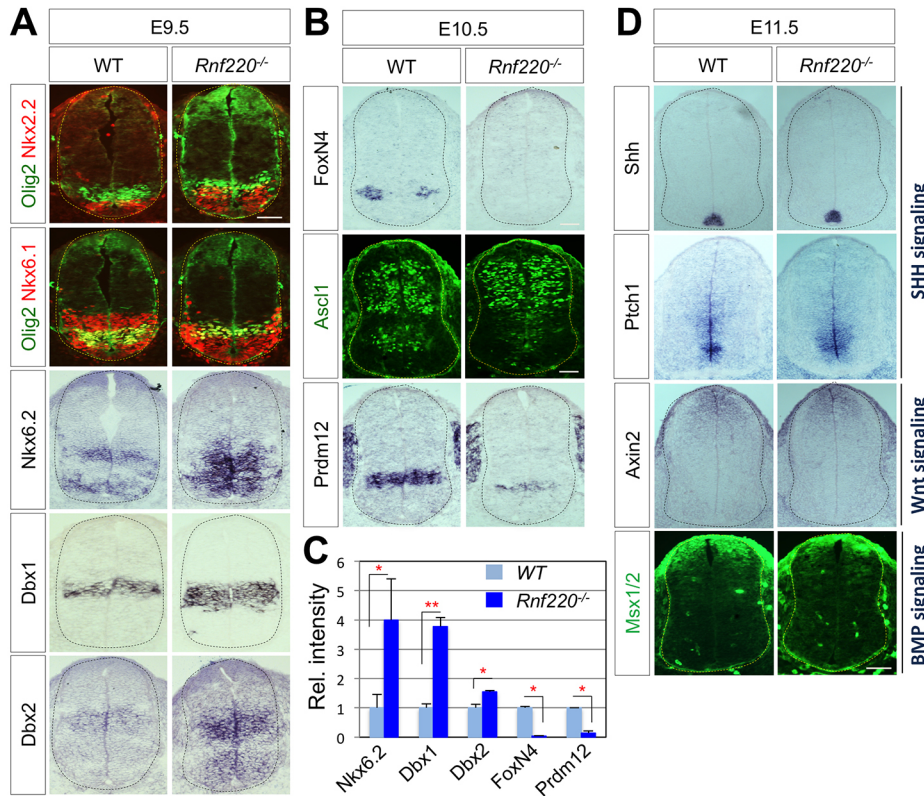 A
E9.5
WT
Rnf220-/-
Olig2 Nkx2.2
Olig2 Nkx6.1
Nkx6.2
Dbx1
Dbx2
B
E10.5
WT
Rnf220-/-
FoxN4
Ascl1
Prdm12
C
Rel. intensity
6
5
4
3
2
1
0
*
**
*
*
*
WT
Rnf220-/-
Nkx6.2
Dbx1
Dbx2
FoxN4
Prdm12
D
E11.5
WT
Rnf220-/-
Shh
Ptch1
Axin2
Msx1/2
SHH signaling
Wnt signaling
BMP signaling